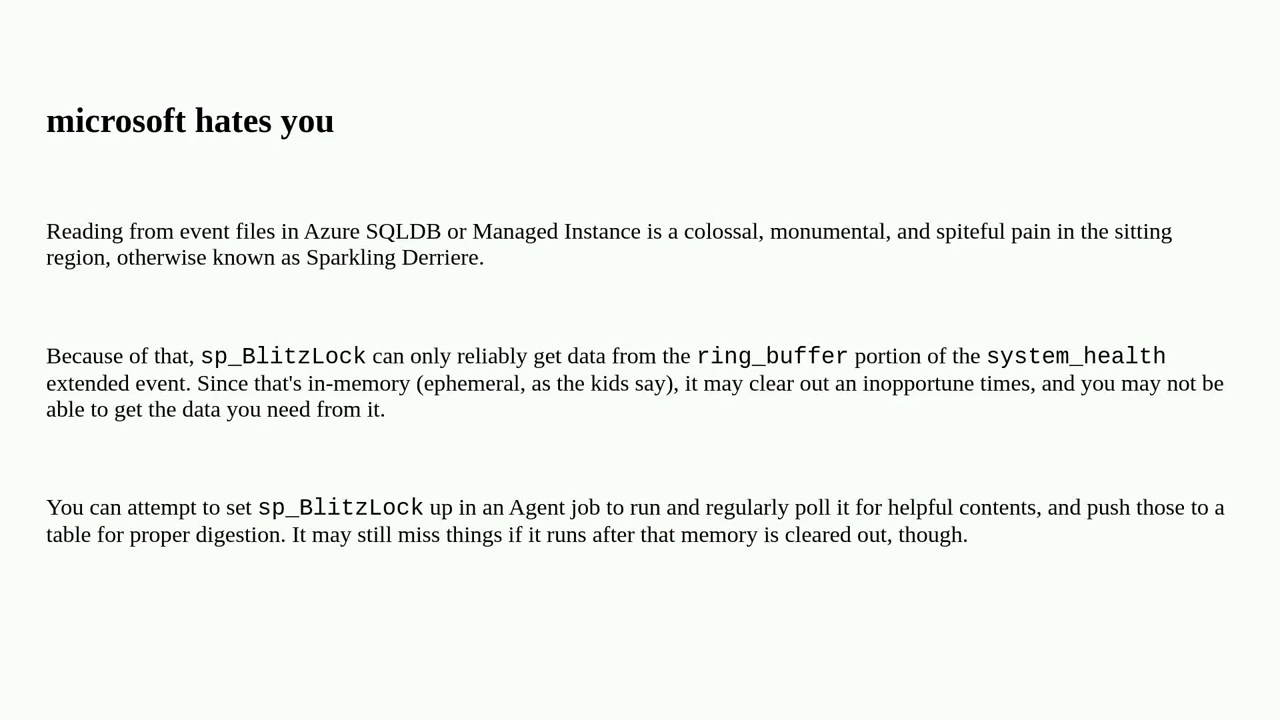 microsoft hates you
Reading from event files in Azure SQLDB or Managed Instance is a colossal, monumental, and spiteful pain in the sitting
region, otherwise known as Sparkling Derriere.
Because of that, sp_BlitzLock can only reliably get data from the ring_buffer portion of the system_health
extended event. Since that's in-memory (ephemeral, as the kids say), it may clear out an inopportune times, and you may not be
able to get the data you need from it.
You can attempt to set sp_BlitzLock up in an Agent job to run and regularly poll it for helpful contents, and push those to a
table for proper digestion. It may still miss things if it runs after that memory is cleared out, though.